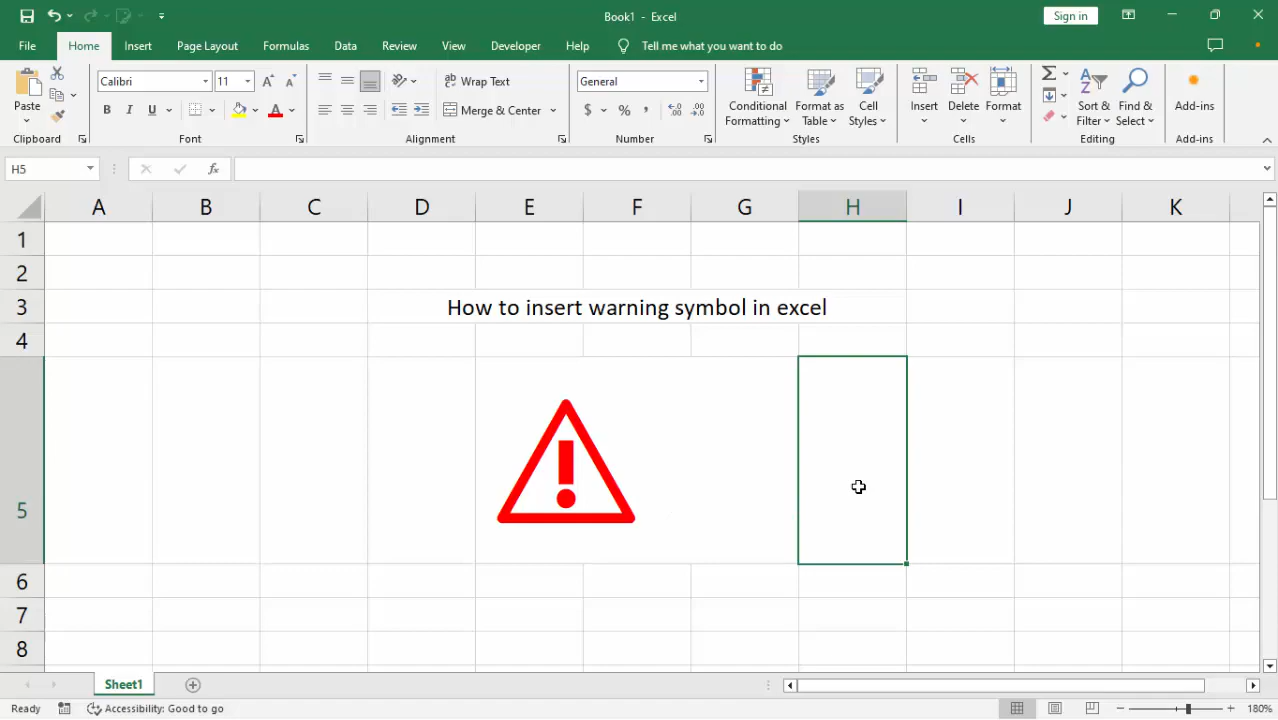 Book1 - Excel
Sign in
File Home Insert Page Layout Formulas Data Review View Developer Help Tell me what you want to do
Calibri 11 Wrap Text General
Paste B I U Merge & Center $ % , Conditional Formatting Format as Table Cell Styles Insert Delete Format Sort & Filter Find & Select Add-ins
Clipboard Font Alignment Number Styles Cells Editing Add-ins
H5 fx
A B C D E F G H I J K
1
2
3 How to insert warning symbol in excel
4
5
6
7
8
Sheet1
Ready Accessibility: Good to go 180%